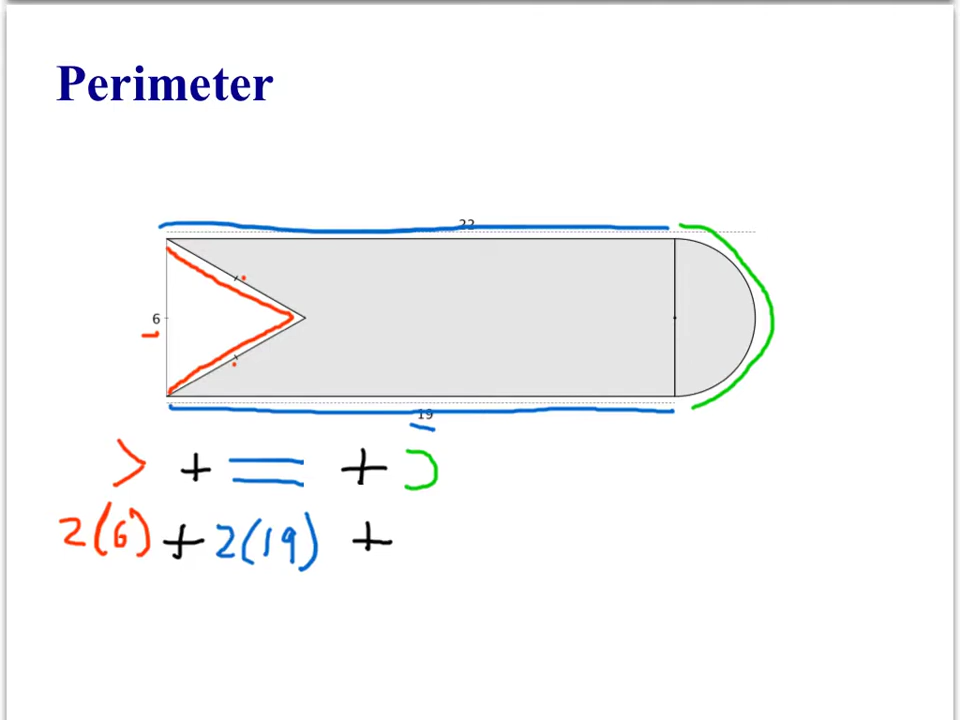 Perimeter
22
6
19
> + = + ⊃
2(6) + 2(19) +